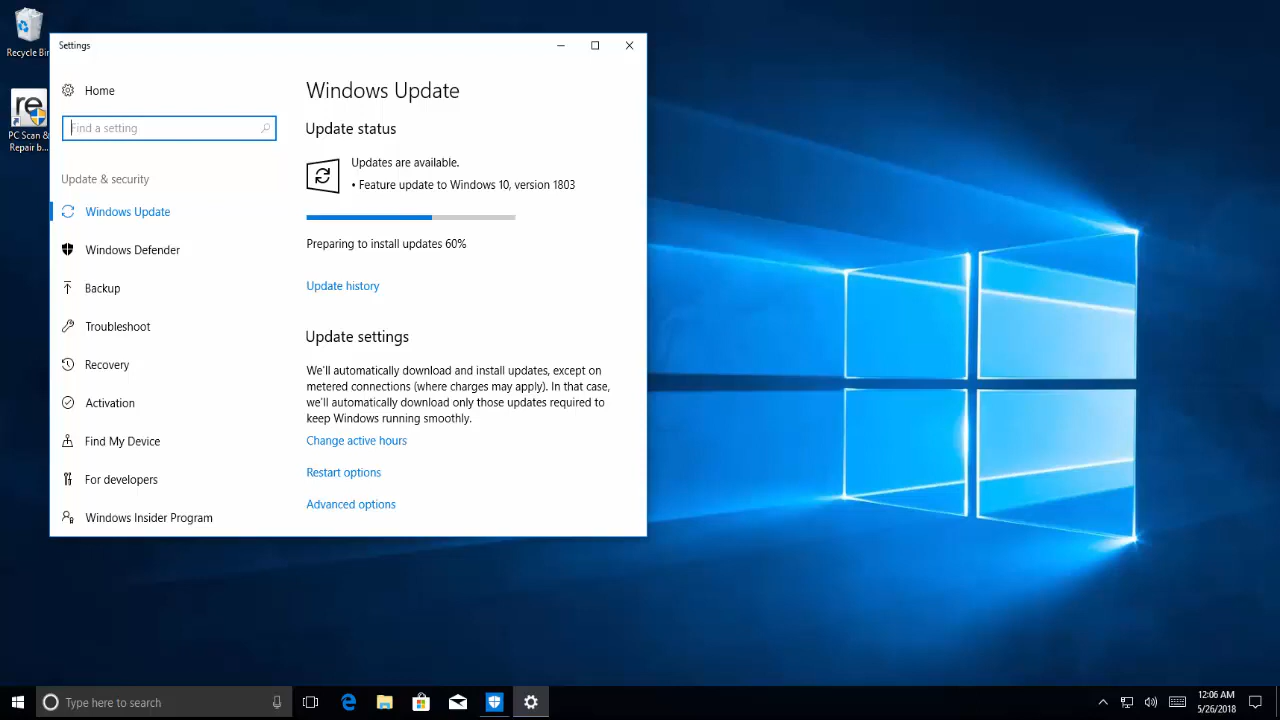 Recycle Bin
re
PC Scan &
Repair b...
Settings
Home
Find a setting
Update & security
Windows Update
Windows Defender
Backup
Troubleshoot
Recovery
Activation
Find My Device
For developers
Windows Insider Program
Windows Update
Update status
Updates are available.
• Feature update to Windows 10, version 1803
Preparing to install updates 60%
Update history
Update settings
We'll automatically download and install updates, except on
metered connections (where charges may apply). In that case,
we'll automatically download only those updates required to
keep Windows running smoothly.
Change active hours
Restart options
Advanced options
Type here to search
12:06 AM
5/26/2018